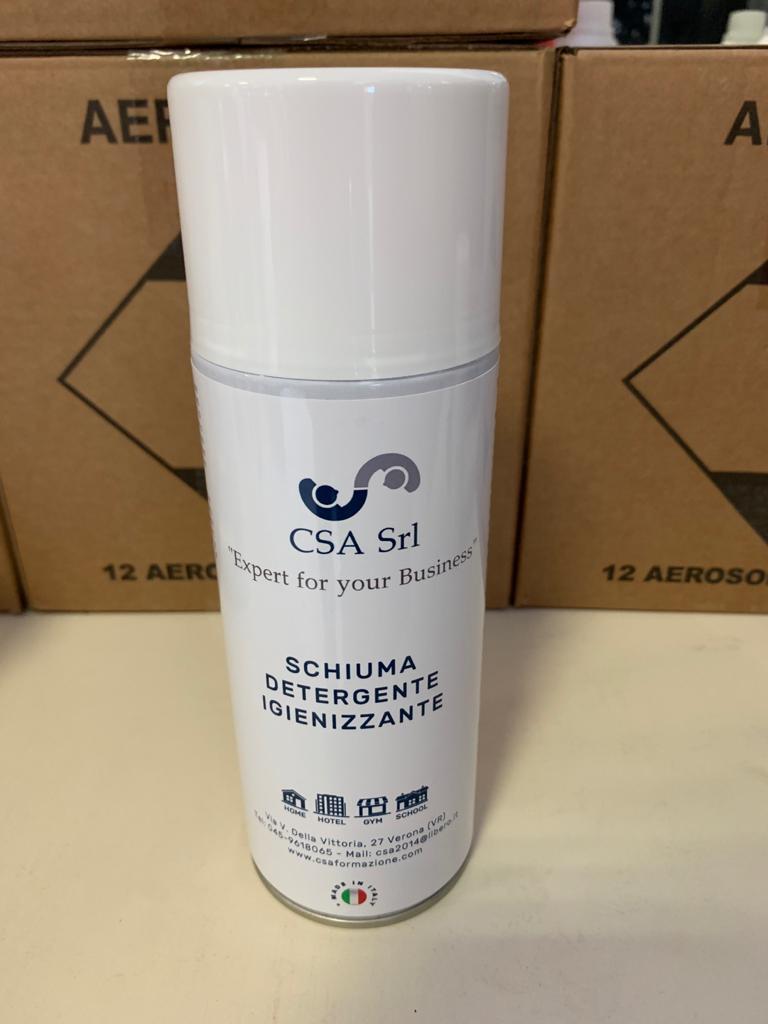 AER
A
CSA Srl
"Expert for your Business"
12 AERO
12 AEROSO
SCHIUMA
DETERGENTE
IGIENIZZANTE
HOME HOTEL GYM SCHOOL
Via V. Della Vittoria, 27 Verona (VR)
Tel: 045-9618065 - Mail: csa2014@libero.it
www.csaformazione.com
MADE IN ITALY